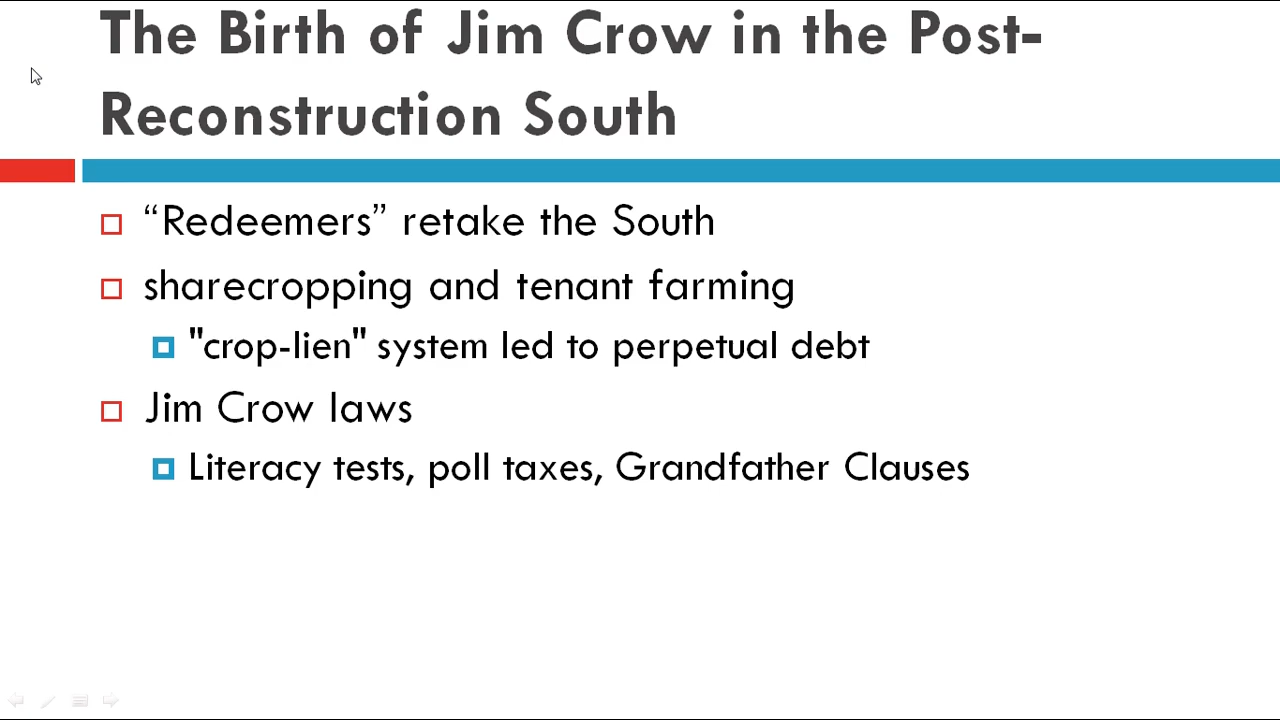 The Birth of Jim Crow in the Post-
Reconstruction South
“Redeemers” retake the South
sharecropping and tenant farming
"crop-lien" system led to perpetual debt
Jim Crow laws
Literacy tests, poll taxes, Grandfather Clauses